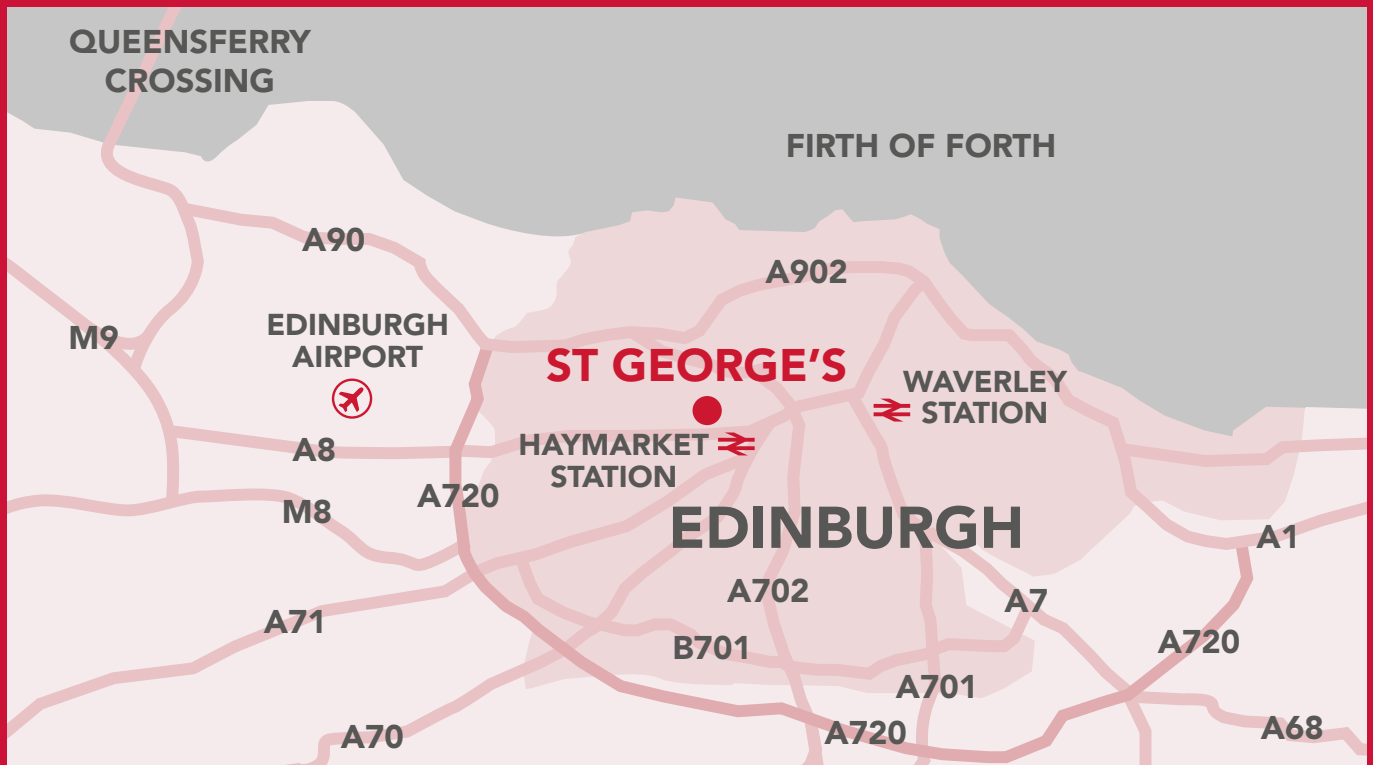 QUEENSFERRY
CROSSING
FIRTH OF FORTH
A90
A902
EDINBURGH
AIRPORT
M9
ST GEORGE’S
WAVERLEY
STATION
HAYMARKET
STATION
A8
A720
M8
EDINBURGH
A1
A702
A7
A71
B701
A720
A701
A70
A720
A68